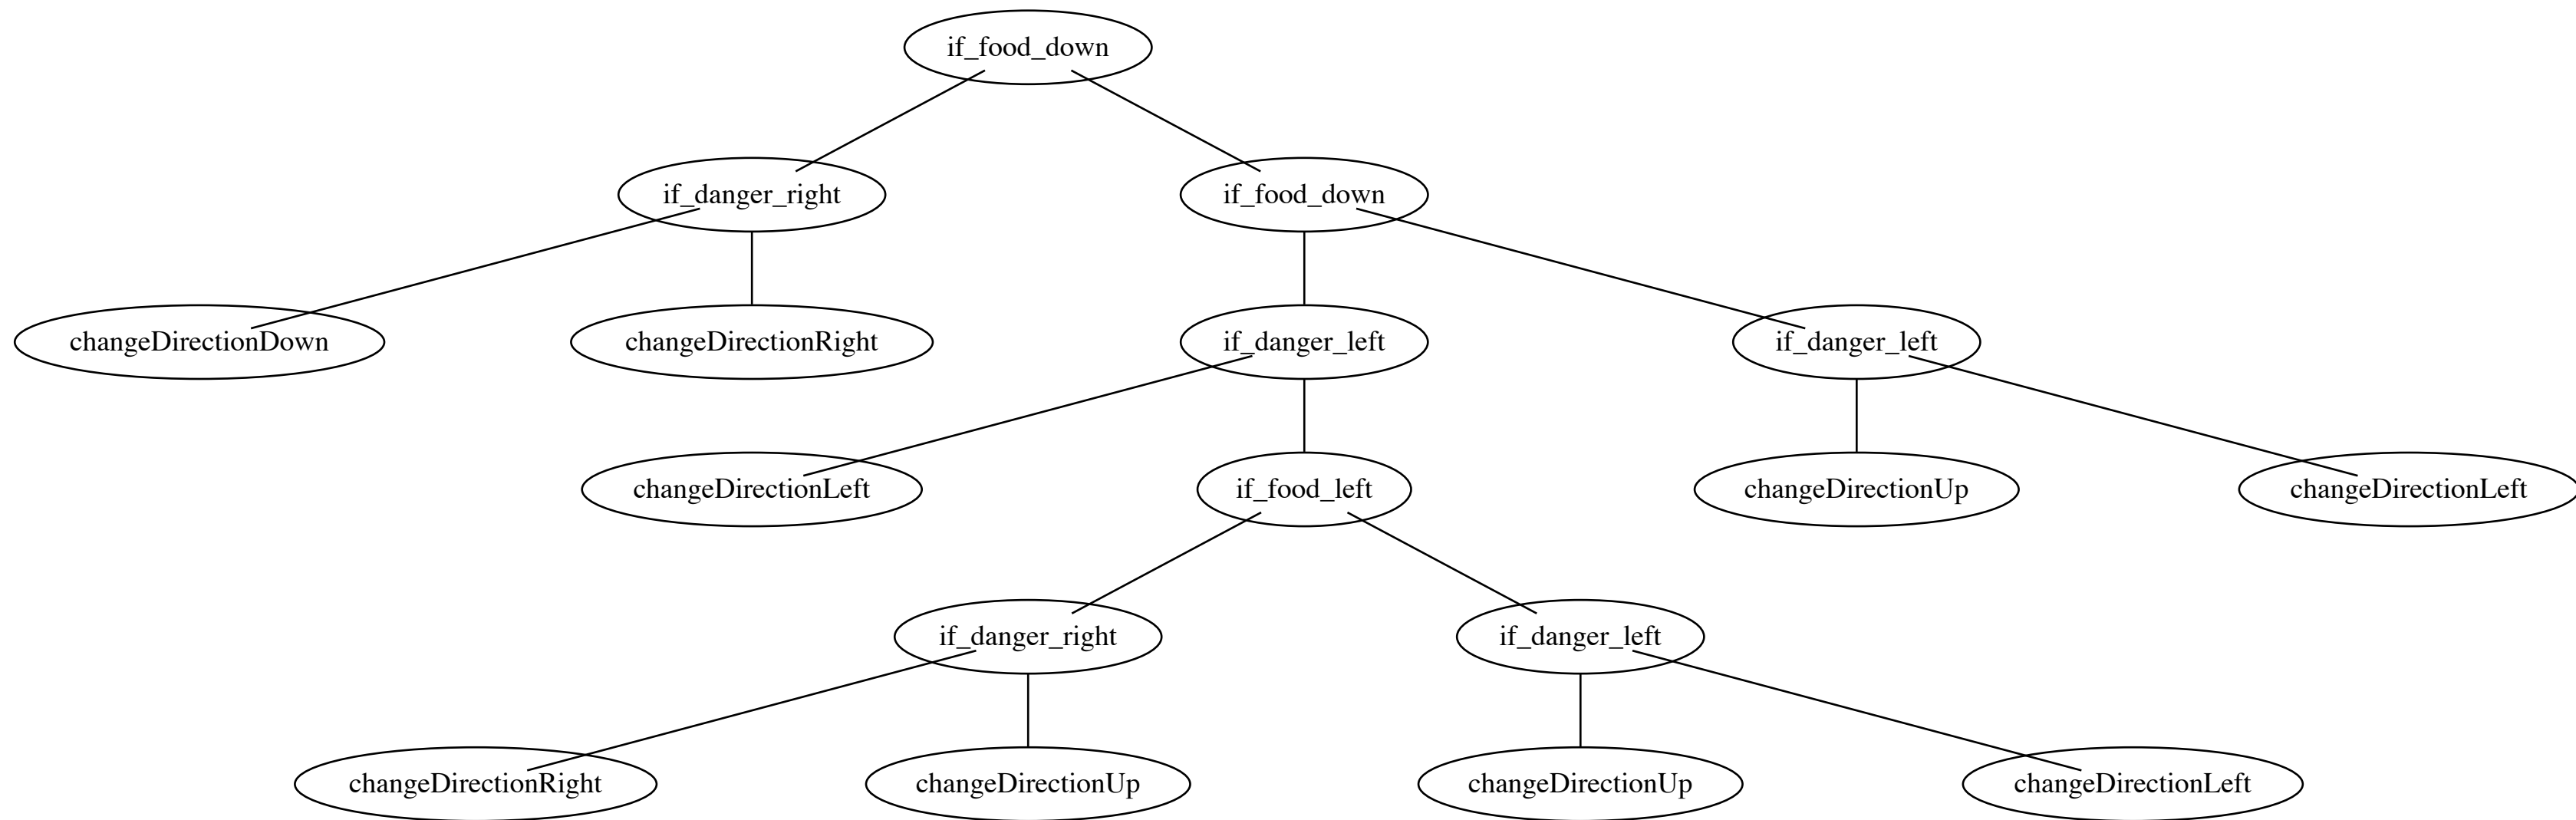 if_food_down
if_danger_right
if_food_down
changeDirectionDown
changeDirectionRight
if_danger_left
if_danger_left
changeDirectionLeft
if_food_left
changeDirectionUp
changeDirectionLeft
if_danger_right
if_danger_left
changeDirectionRight
changeDirectionUp
changeDirectionUp
changeDirectionLeft